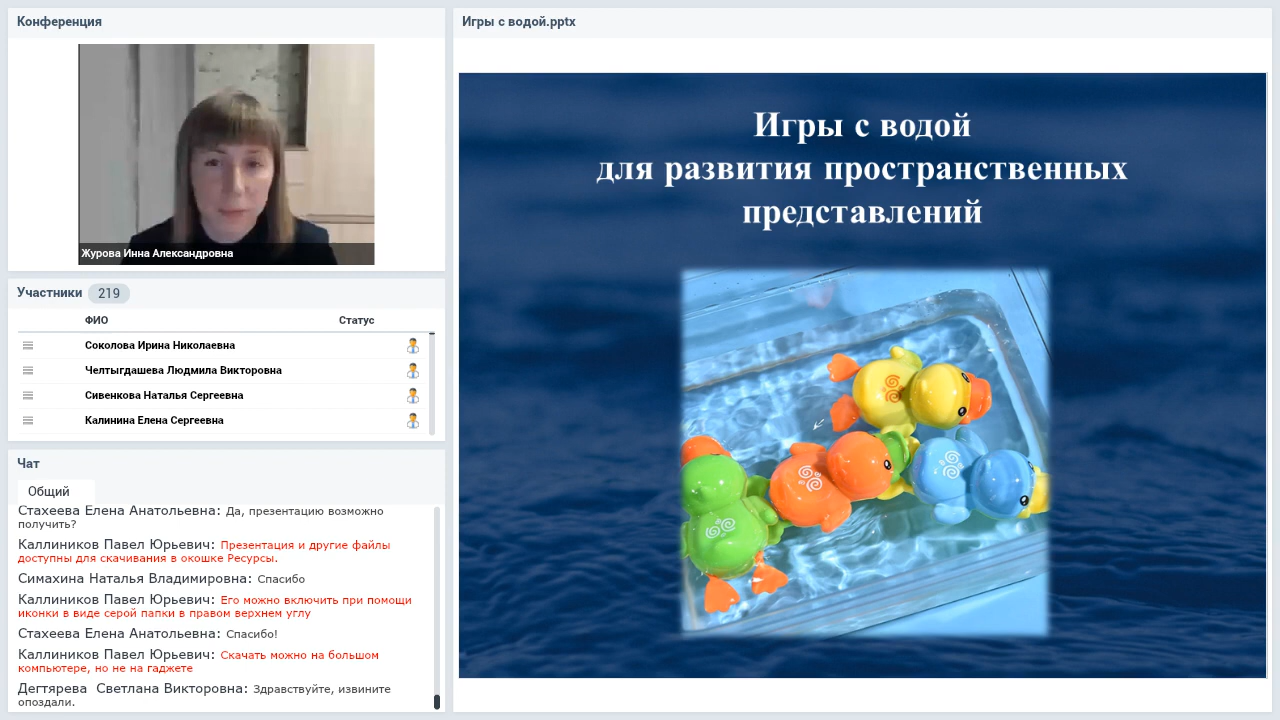 Конференция
Журова Инна Александровна
Участники 219
ФИО Статус
Соколова Ирина Николаевна
Челтыгдашева Людмила Викторовна
Сивенкова Наталья Сергеевна
Калинина Елена Сергеевна
Чат
Общий
Стахеева Елена Анатольевна: Да, презентацию возможно
получить?
Каллиников Павел Юрьевич: Презентация и другие файлы
доступны для скачивания в окошке Ресурсы.
Симахина Наталья Владимировна: Спасибо
Каллиников Павел Юрьевич: Его можно включить при помощи
иконки в виде серой папки в правом верхнем углу
Стахеева Елена Анатольевна: Спасибо!
Каллиников Павел Юрьевич: Скачать можно на большом
компьютере, но не на гаджете
Дегтярева  Светлана Викторовна: Здравствуйте, извините
опоздали.
Игры с водой.pptx
Игры с водой
для развития пространственных
представлений